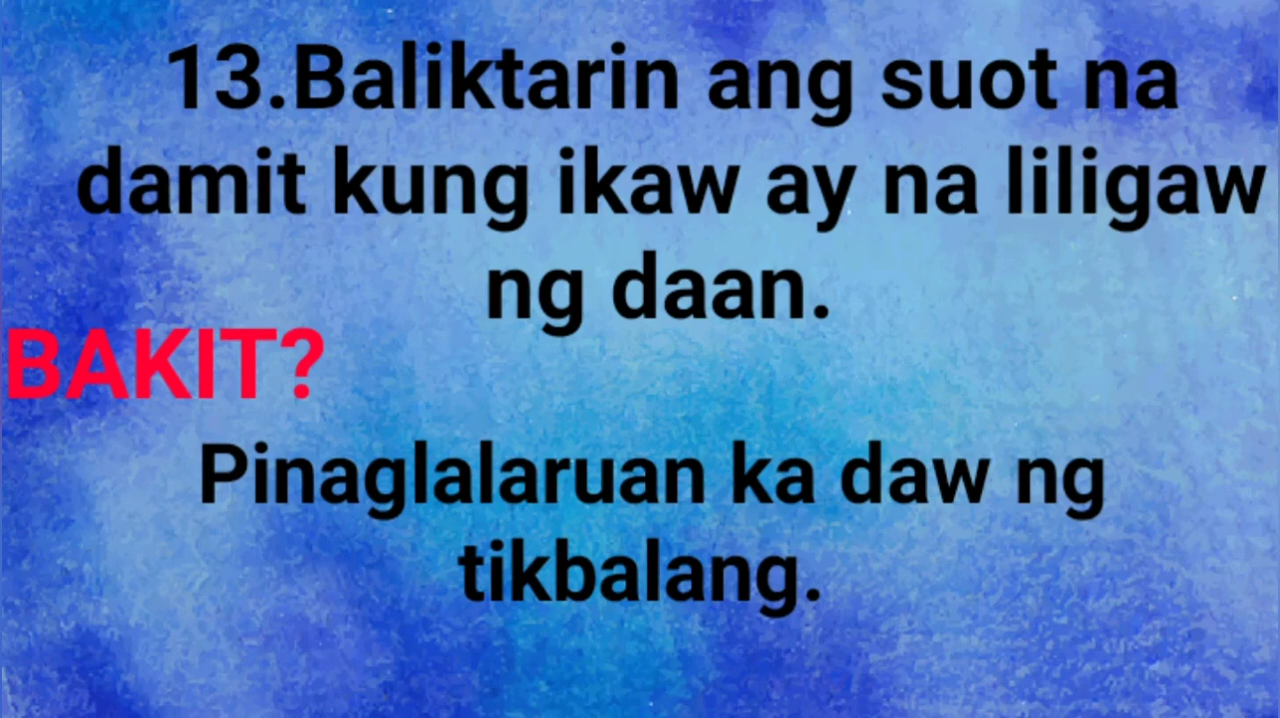 13.Baliktarin ang suot na
damit kung ikaw ay na liligaw
ng daan.
BAKIT?
Pinaglalaruan ka daw ng
tikbalang.